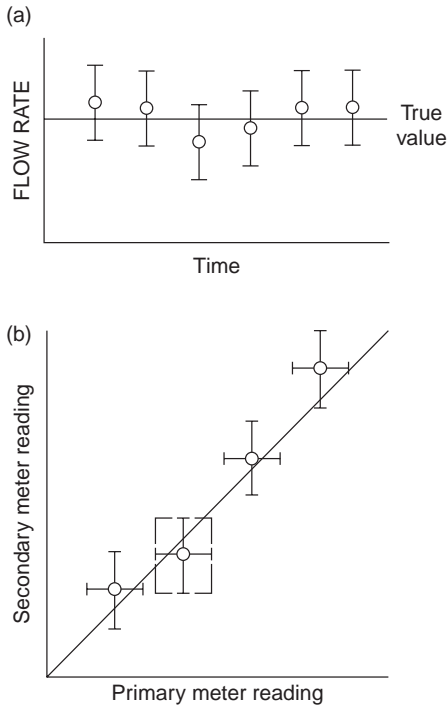 (a)
FLOW RATE
True
value
Time
(b)
Secondary meter reading
Primary meter reading